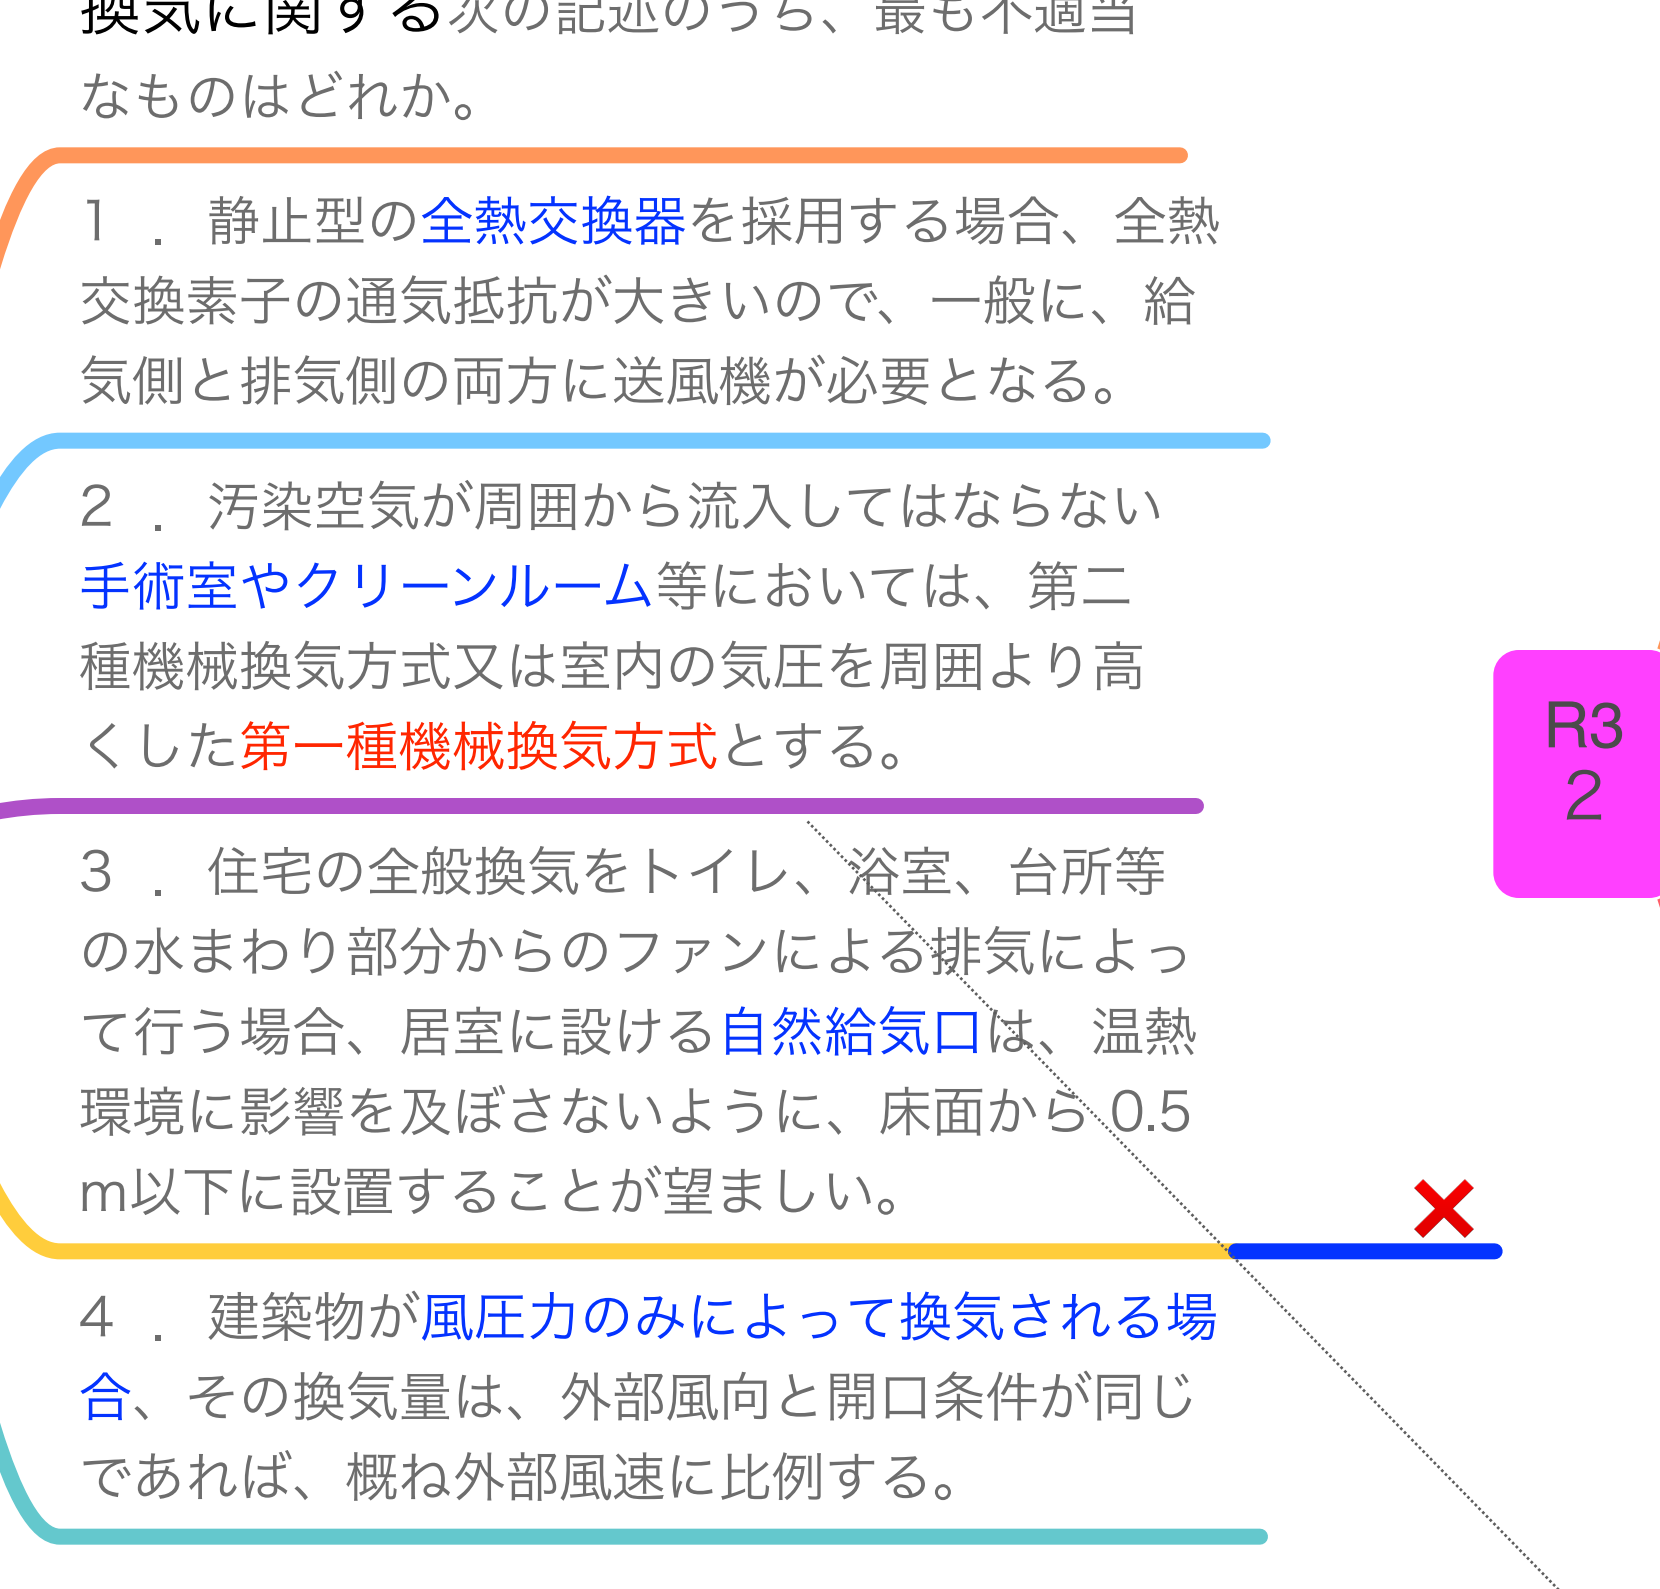 換気に関する次の記述のうち、最も不適当
なものはどれか。
1 . 静止型の全熱交換器を採用する場合、全熱
交換素子の通気抵抗が大きいので、一般に、給
気側と排気側の両方に送風機が必要となる。
2 . 汚染空気が周囲から流入してはならない
手術室やクリーンルーム等においては、第二
種機械換気方式又は室内の気圧を周囲より高
くした第一種機械換気方式とする。
3 . 住宅の全般換気をトイレ、浴室、台所等
の水まわり部分からのファンによる排気によっ
て行う場合、居室に設ける自然給気口は、温熱
環境に影響を及ぼさないように、床面から 0.5
m以下に設置することが望ましい。
4 . 建築物が風圧力のみによって換気される場
合、その換気量は、外部風向と開口条件が同じ
であれば、概ね外部風速に比例する。
R3
2